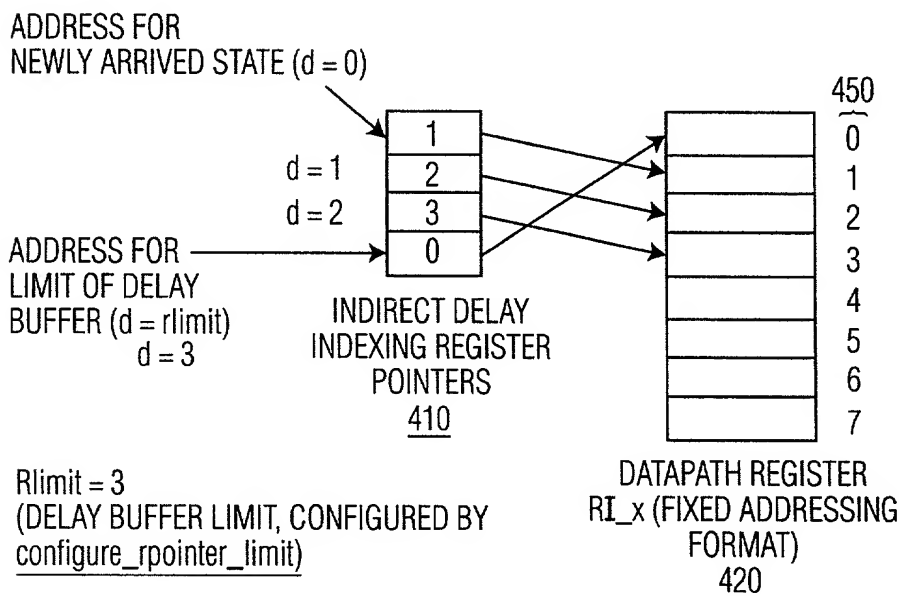 ADDRESS FOR
NEWLY ARRIVED STATE (d = 0)
450
1
d = 1
2
d = 2
3
0
ADDRESS FOR
LIMIT OF DELAY
BUFFER (d = rlimit)
d = 3
INDIRECT DELAY
INDEXING REGISTER
POINTERS
410
0
1
2
3
4
5
6
7
DATAPATH REGISTER
RI_x (FIXED ADDRESSING
FORMAT)
420
Rlimit = 3
(DELAY BUFFER LIMIT, CONFIGURED BY
configure_rpointer_limit)